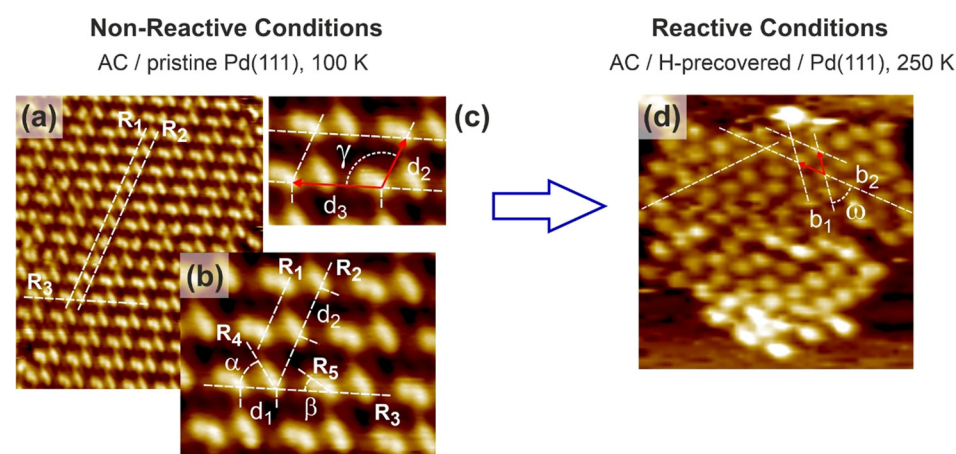 Non-Reactive Conditions
AC / pristine Pd(111), 100 K
Reactive Conditions
AC / H-precovered / Pd(111), 250 K
(a)
R1
R2
R3
(c)
γ
d2
d3
(b)
R1
R2
d2
R4
α
R5
d1
β
R3
(d)
b2
ω
b1